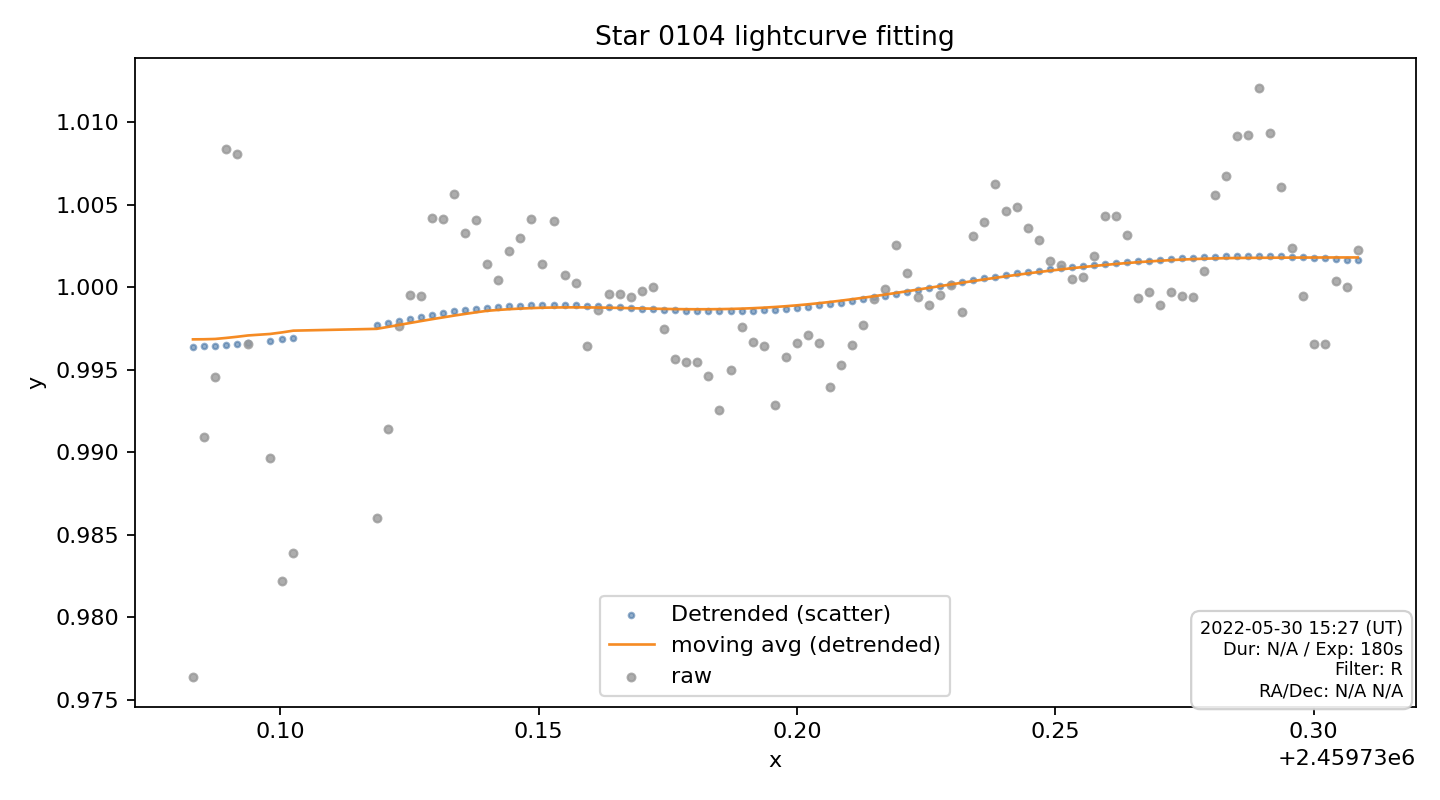 Star 0104 lightcurve fitting
y
1.010
1.005
1.000
0.995
0.990
0.985
0.980
0.975
Detrended (scatter)
moving avg (detrended)
raw
2022-05-30 15:27 (UT)
Dur: N/A / Exp: 180s
Filter: R
RA/Dec: N/A N/A
0.10 0.15 0.20 0.25 0.30
x
+2.45973e6